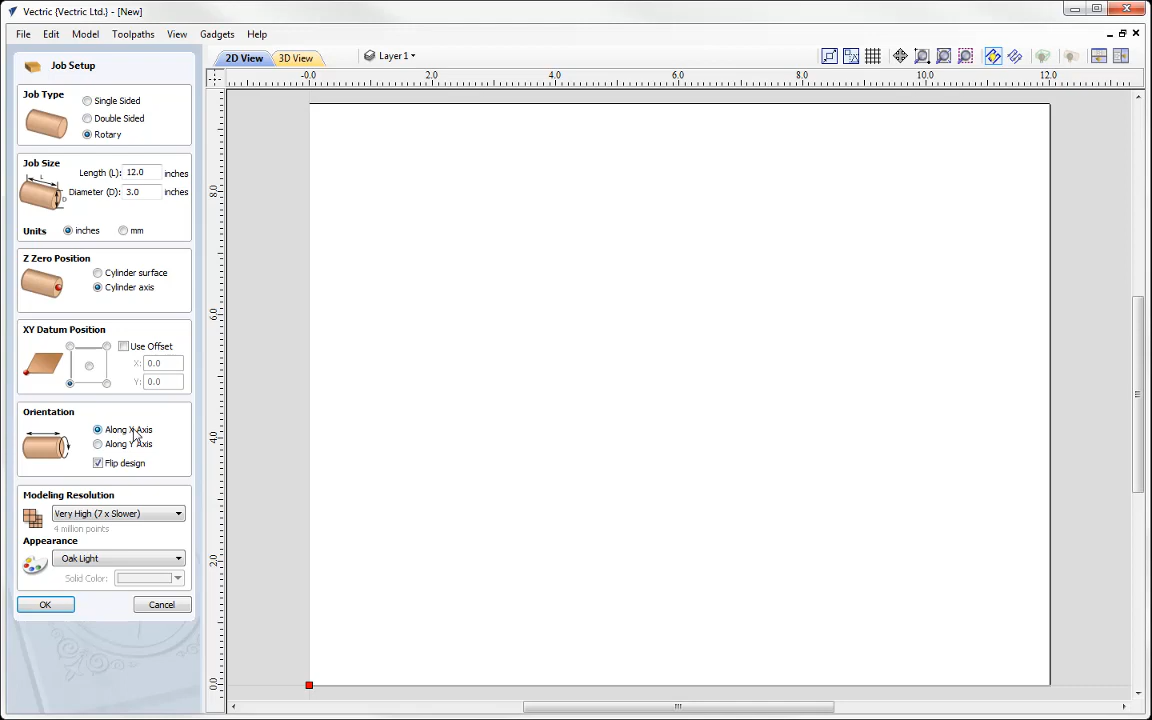 Vectric {Vectric Ltd.} - [New]
File Edit Model Toolpaths View Gadgets Help
Job Setup
2D View 3D View Layer 1
-0.0 2.0 4.0 6.0 8.0 10.0 12.0
8.0
6.0
4.0
2.0
0.0
Job Type
Single Sided
Double Sided
Rotary
Job Size
L
D
Length (L): 12.0 inches
Diameter (D): 3.0 inches
Units inches mm
Z Zero Position
Cylinder surface
Cylinder axis
XY Datum Position
Use Offset
X: 0.0
Y: 0.0
Orientation
Along X Axis
Along Y Axis
Flip design
Modeling Resolution
Very High (7 x Slower)
4 million points
Appearance
Oak Light
Solid Color:
OK Cancel